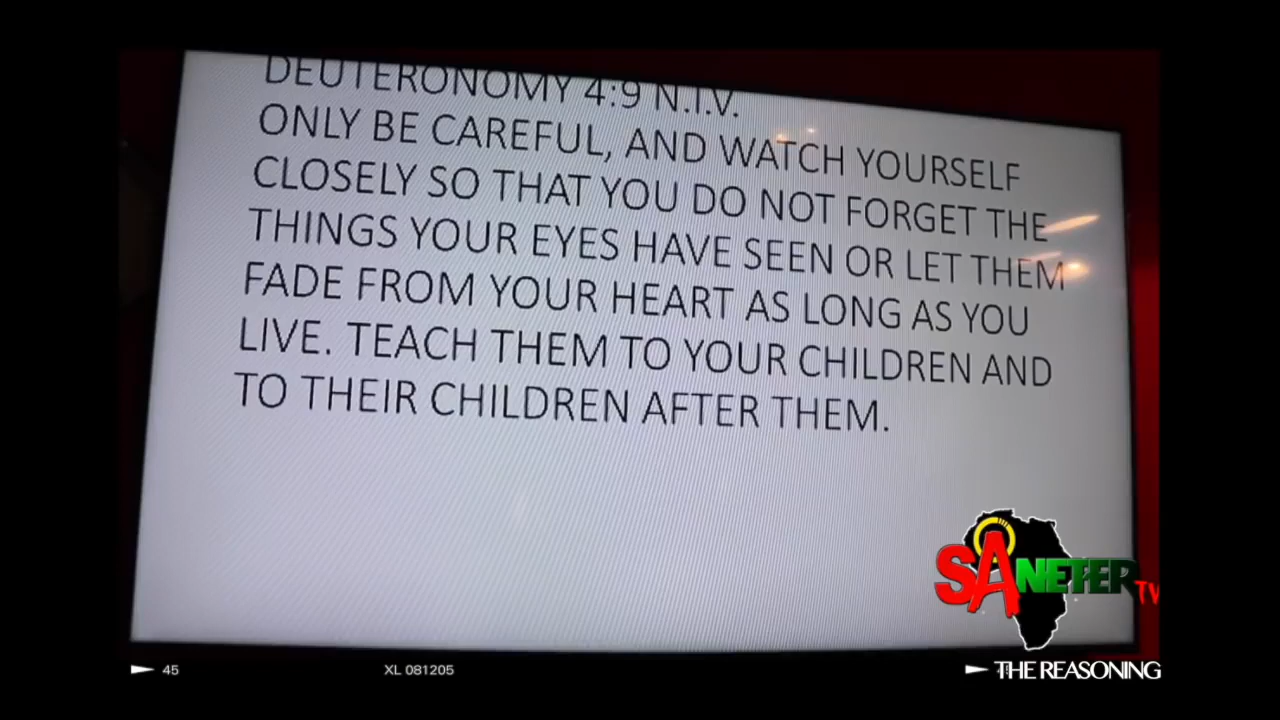 DEUTERONOMY 4:9 N.I.V.
ONLY BE CAREFUL, AND WATCH YOURSELF
CLOSELY SO THAT YOU DO NOT FORGET THE
THINGS YOUR EYES HAVE SEEN OR LET THEM
FADE FROM YOUR HEART AS LONG AS YOU
LIVE. TEACH THEM TO YOUR CHILDREN AND
TO THEIR CHILDREN AFTER THEM.
SANETER TV
45
XL 081205
THE REASONING